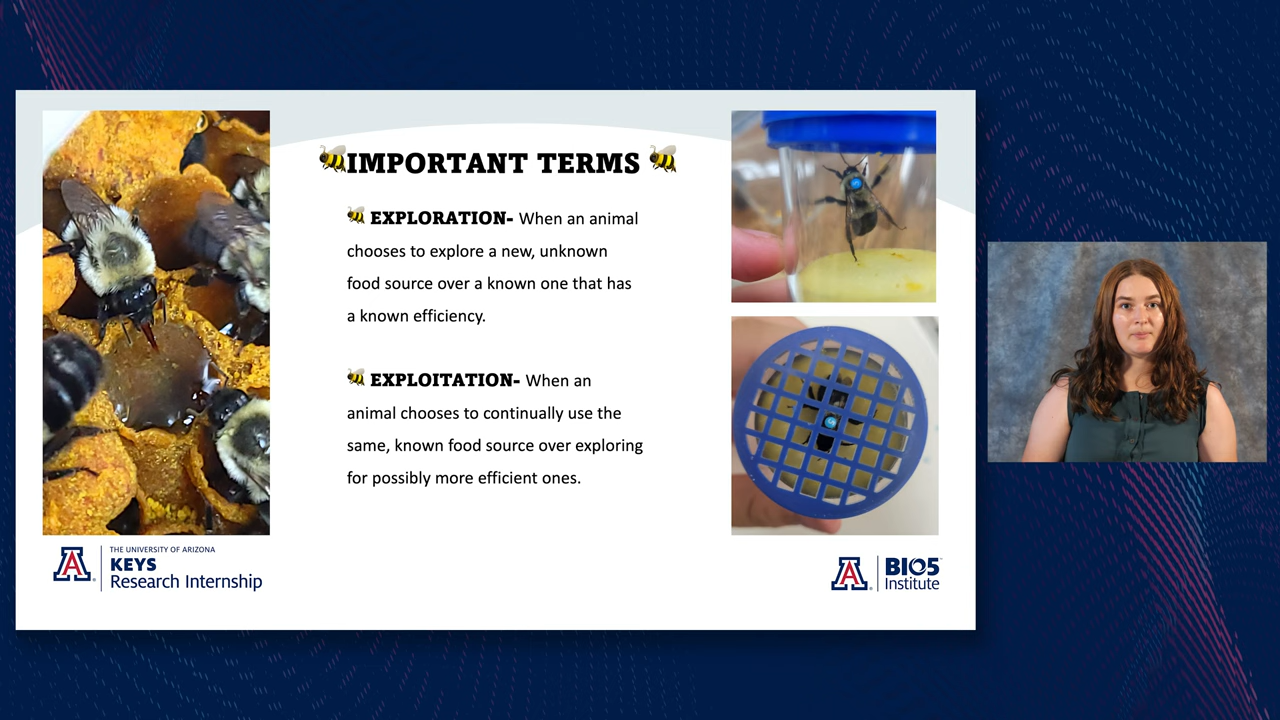 IMPORTANT TERMS
EXPLORATION- When an animal
chooses to explore a new, unknown
food source over a known one that has
a known efficiency.
EXPLOITATION- When an
animal chooses to continually use the
same, known food source over exploring
for possibly more efficient ones.
THE UNIVERSITY OF ARIZONA
KEYS
Research Internship
A
BIO5
Institute
A